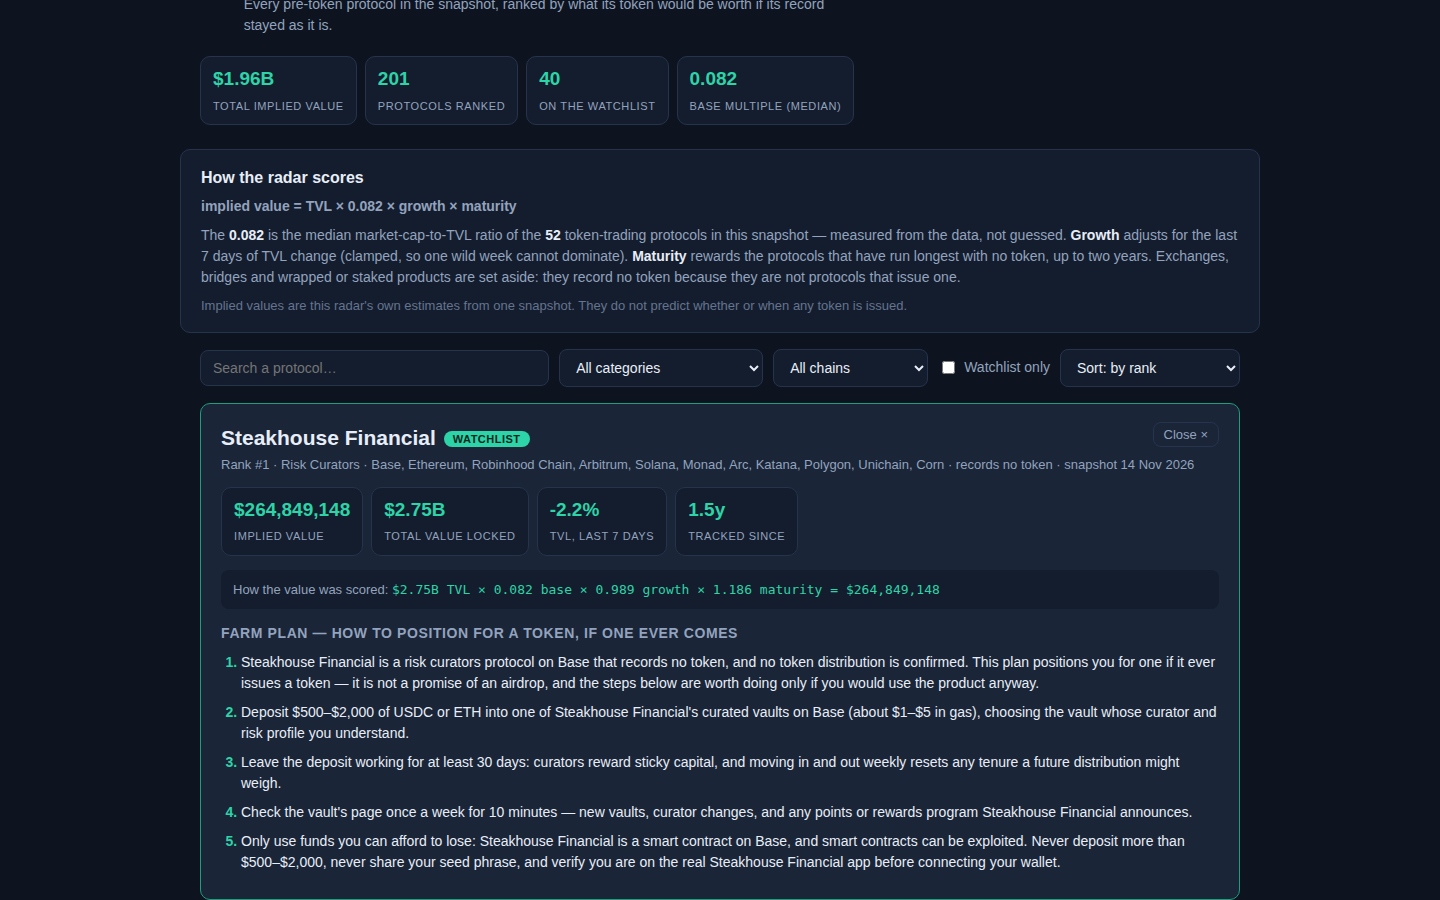 Every pre-token protocol in the snapshot, ranked by what its token would be worth if its record
stayed as it is.
$1.96B
TOTAL IMPLIED VALUE
201
PROTOCOLS RANKED
40
ON THE WATCHLIST
0.082
BASE MULTIPLE (MEDIAN)
How the radar scores
implied value = TVL × 0.082 × growth × maturity
The 0.082 is the median market-cap-to-TVL ratio of the 52 token-trading protocols in this snapshot — measured from the data, not guessed. Growth adjusts for the last
7 days of TVL change (clamped, so one wild week cannot dominate). Maturity rewards the protocols that have run longest with no token, up to two years. Exchanges,
bridges and wrapped or staked products are set aside: they record no token because they are not protocols that issue one.
Implied values are this radar's own estimates from one snapshot. They do not predict whether or when any token is issued.
Search a protocol…
All categories
All chains
Watchlist only
Sort: by rank
Steakhouse Financial WATCHLIST
Close ×
Rank #1 · Risk Curators · Base, Ethereum, Robinhood Chain, Arbitrum, Solana, Monad, Arc, Katana, Polygon, Unichain, Corn · records no token · snapshot 14 Nov 2026
$264,849,148
IMPLIED VALUE
$2.75B
TOTAL VALUE LOCKED
-2.2%
TVL, LAST 7 DAYS
1.5y
TRACKED SINCE
How the value was scored: $2.75B TVL × 0.082 base × 0.989 growth × 1.186 maturity = $264,849,148
FARM PLAN — HOW TO POSITION FOR A TOKEN, IF ONE EVER COMES
1. Steakhouse Financial is a risk curators protocol on Base that records no token, and no token distribution is confirmed. This plan positions you for one if it ever
issues a token — it is not a promise of an airdrop, and the steps below are worth doing only if you would use the product anyway.
2. Deposit $500–$2,000 of USDC or ETH into one of Steakhouse Financial's curated vaults on Base (about $1–$5 in gas), choosing the vault whose curator and
risk profile you understand.
3. Leave the deposit working for at least 30 days: curators reward sticky capital, and moving in and out weekly resets any tenure a future distribution might
weigh.
4. Check the vault's page once a week for 10 minutes — new vaults, curator changes, and any points or rewards program Steakhouse Financial announces.
5. Only use funds you can afford to lose: Steakhouse Financial is a smart contract on Base, and smart contracts can be exploited. Never deposit more than
$500–$2,000, never share your seed phrase, and verify you are on the real Steakhouse Financial app before connecting your wallet.